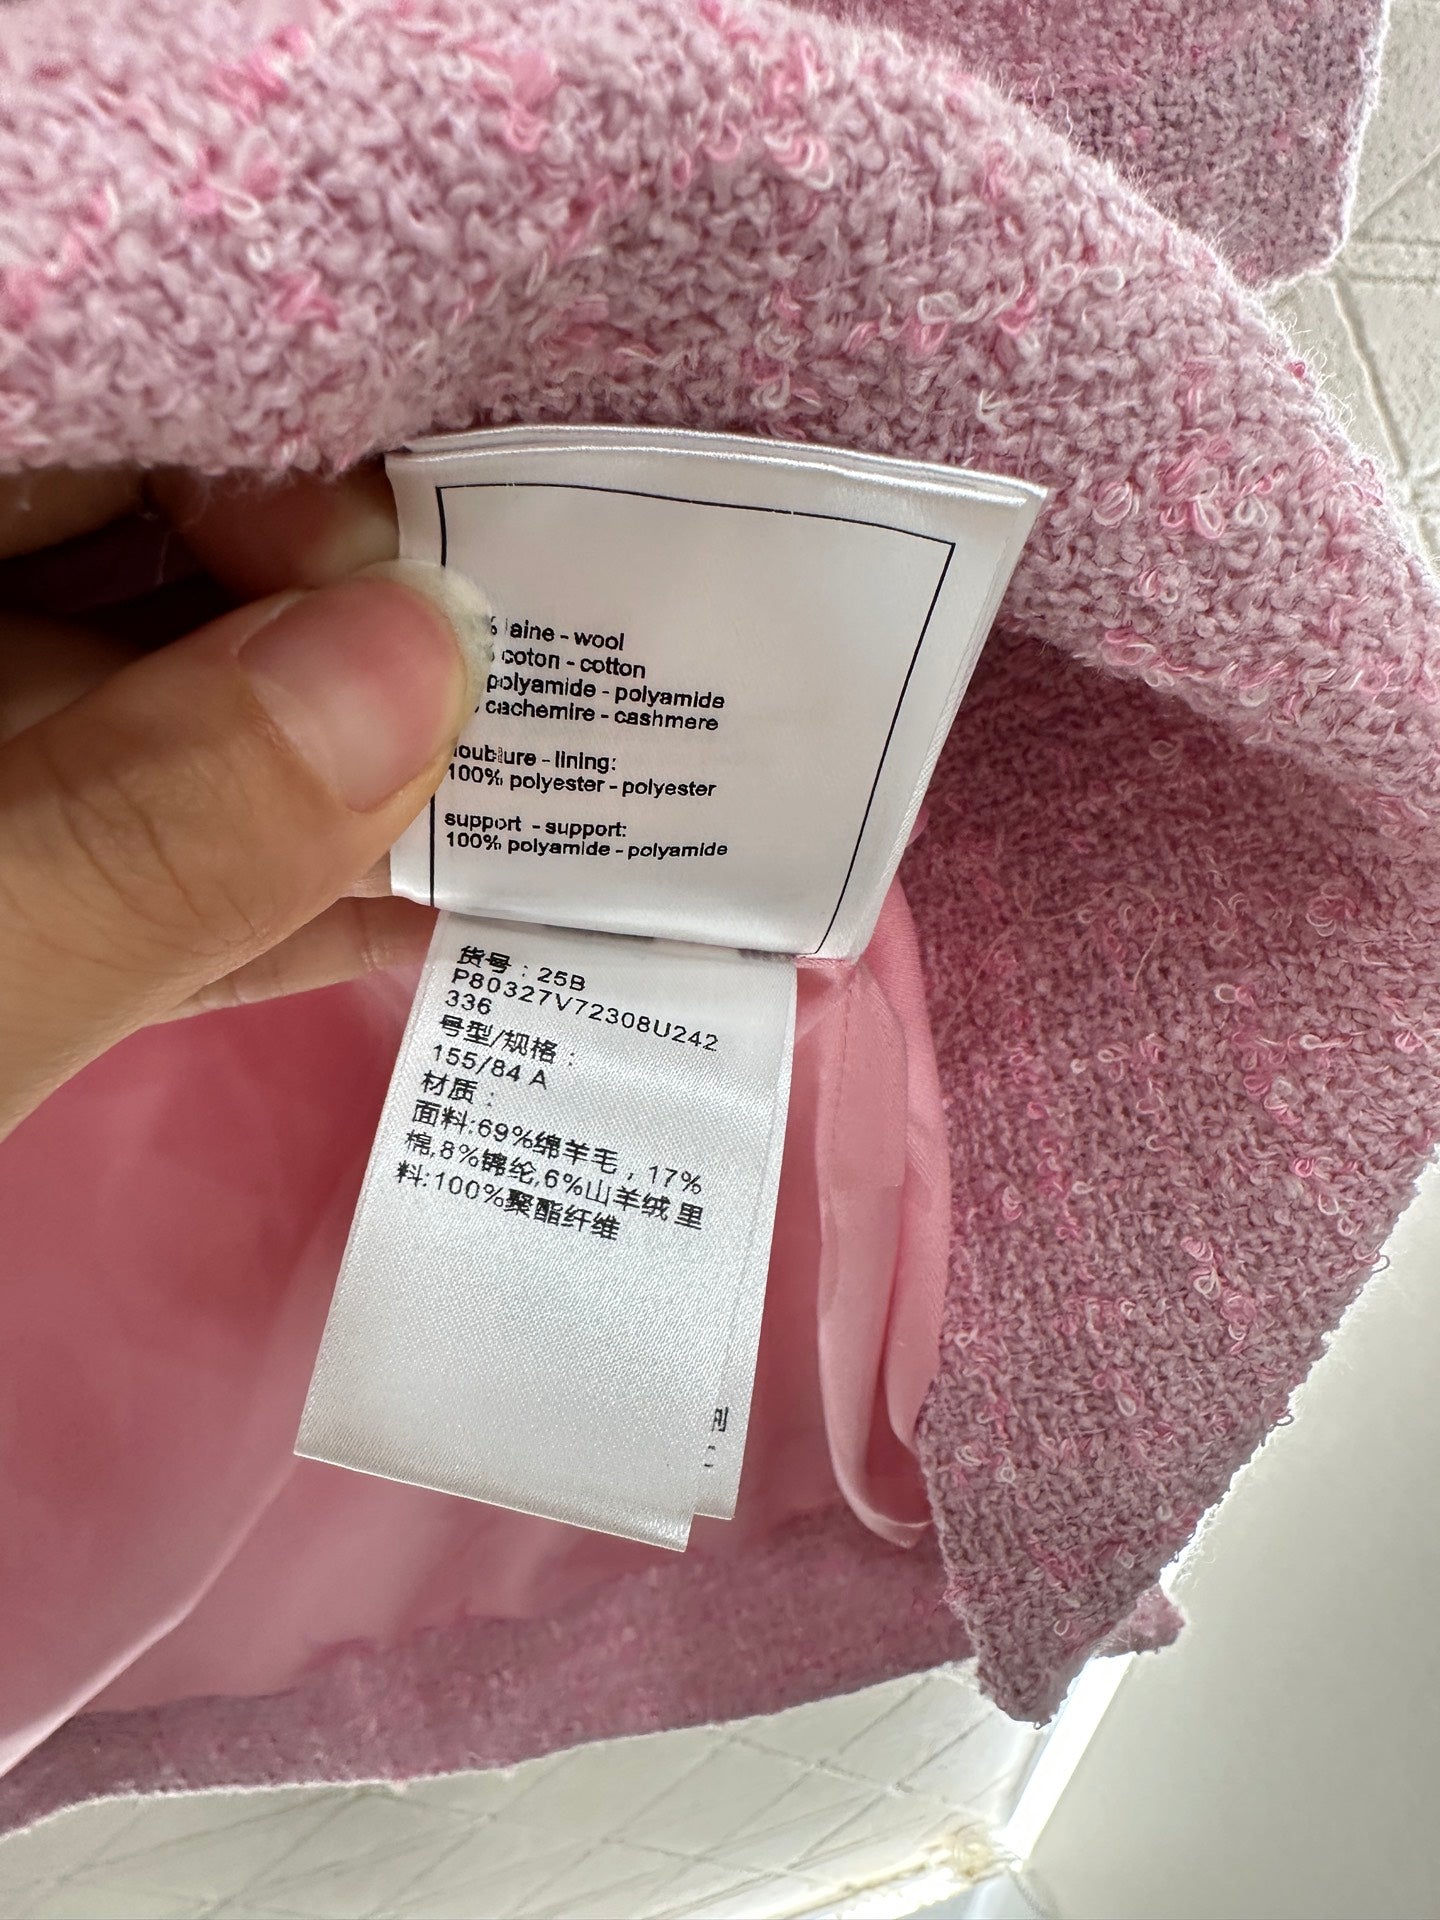 % laine - wool
coton - cotton
polyamide - polyamide
cachemire - cashmere
doublure - lining:
100% polyester - polyester
support - support:
100% polyamide - polyamide
货号：25B
P80327V72308U242
336
号型/规格：
155/84 A
材质：
面料:69%绵羊毛，17%
棉,8%锦纶,6%山羊绒 里
料:100%聚酯纤维